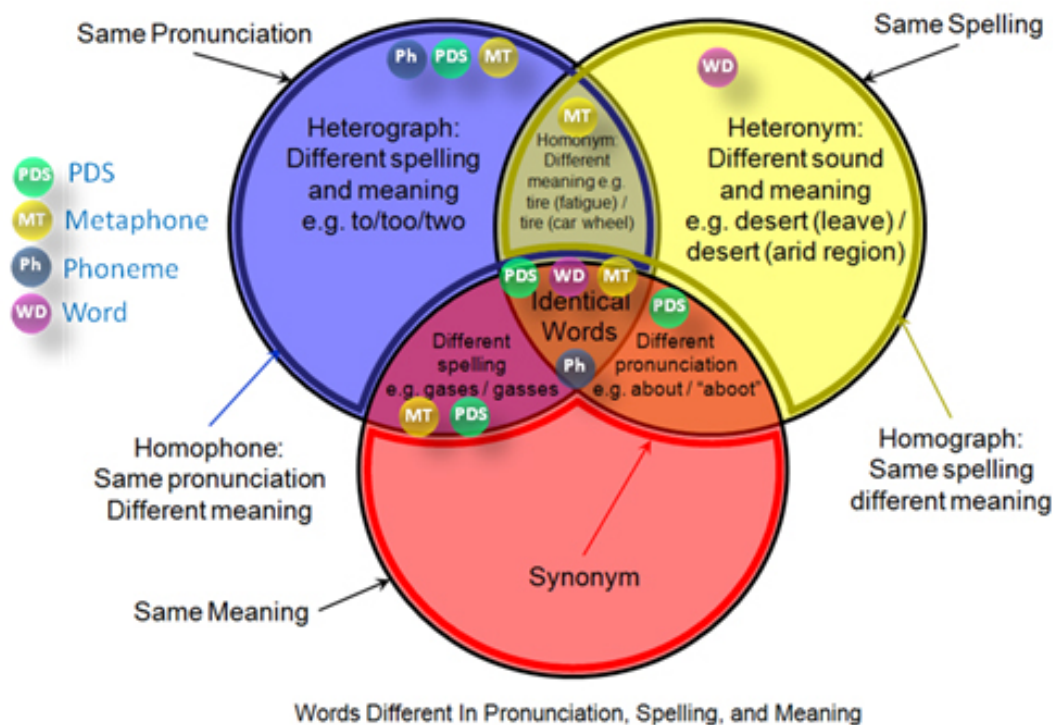 Same Pronunciation
Same Spelling
Ph PDS MT
WD
Heterograph:
Different spelling
and meaning
e.g. to/too/two
MT
Homonym:
Different
meaning e.g.
tire (fatigue) /
tire (car wheel)
Heteronym:
Different sound
and meaning
e.g. desert (leave) /
desert (arid region)
PDS PDS
MT Metaphone
Ph Phoneme
WD Word
PDS WD MT
Identical
Words
Ph
PDS
Different
spelling
e.g. gases / gasses
MT PDS
Different
pronunciation
e.g. about / "aboot"
Homophone:
Same pronunciation
Different meaning
Homograph:
Same spelling
different meaning
Synonym
Same Meaning
Words Different In Pronunciation, Spelling, and Meaning